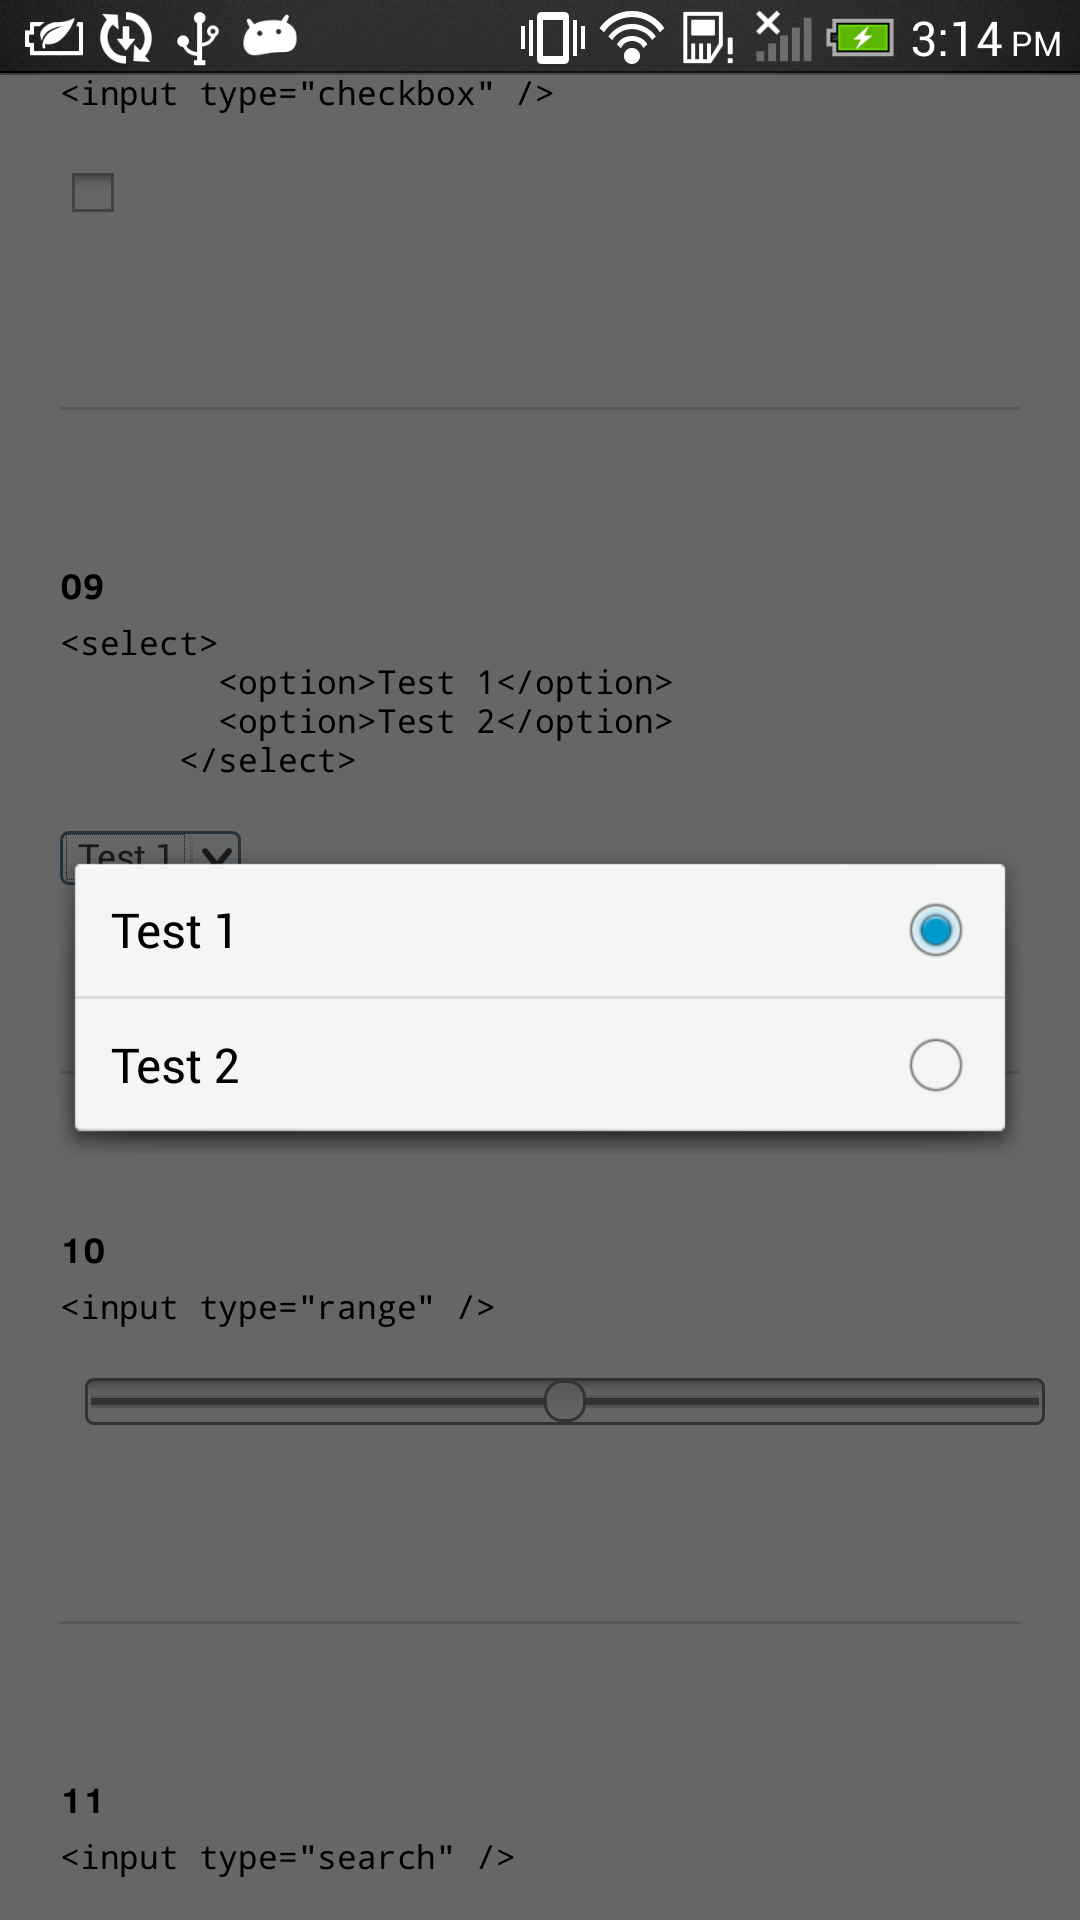 3:14 PM
<input type="checkbox" />
09
<select>
<option>Test 1</option>
<option>Test 2</option>
</select>
Test 1
Test 1
Test 2
10
<input type="range" />
11
<input type="search" />